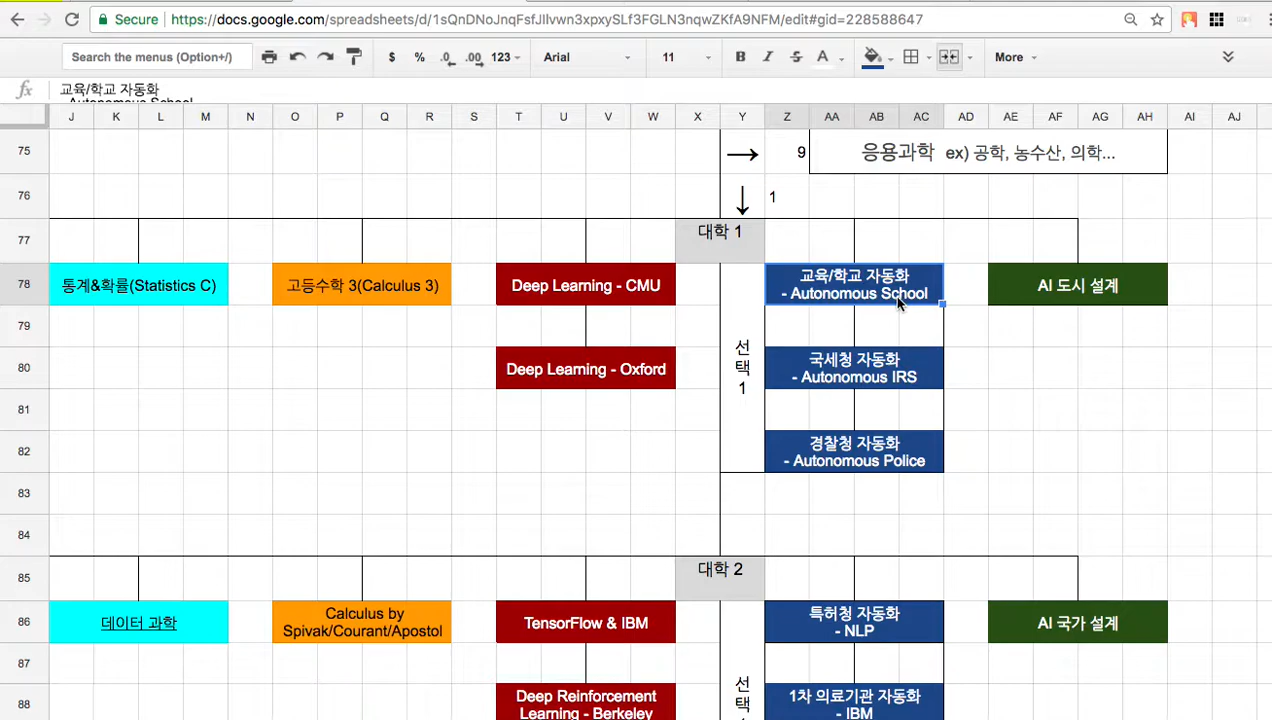 Secure
https://docs.google.com/spreadsheets/d/1sQnDNoJnqFsfJIlvwn3xpxySLf3FGLN3nqwZKfA9NFM/edit#gid=228588647
Search the menus (Option+/)
$ % .0 .00 123 Arial 11 B I A More
fx 교육/학교 자동화
- Autonomous School
J K L M N O P Q R S T U V W X Y Z AA AB AC AD AE AF AG AH AI AJ
75 → 9 응용과학 ex) 공학, 농수산, 의학...
76 ↓ 1
77 대학 1
78 통계&확률(Statistics C) 고등수학 3(Calculus 3) Deep Learning - CMU
교육/학교 자동화
- Autonomous School
AI 도시 설계
79
선
택
1
80 Deep Learning - Oxford
국세청 자동화
- Autonomous IRS
81
82
경찰청 자동화
- Autonomous Police
83
84
85 대학 2
86 데이터 과학
Calculus by
Spivak/Courant/Apostol
TensorFlow & IBM
특허청 자동화
- NLP
AI 국가 설계
87
선
택
88
Deep Reinforcement
Learning - Berkeley
1차 의료기관 자동화
- IBM